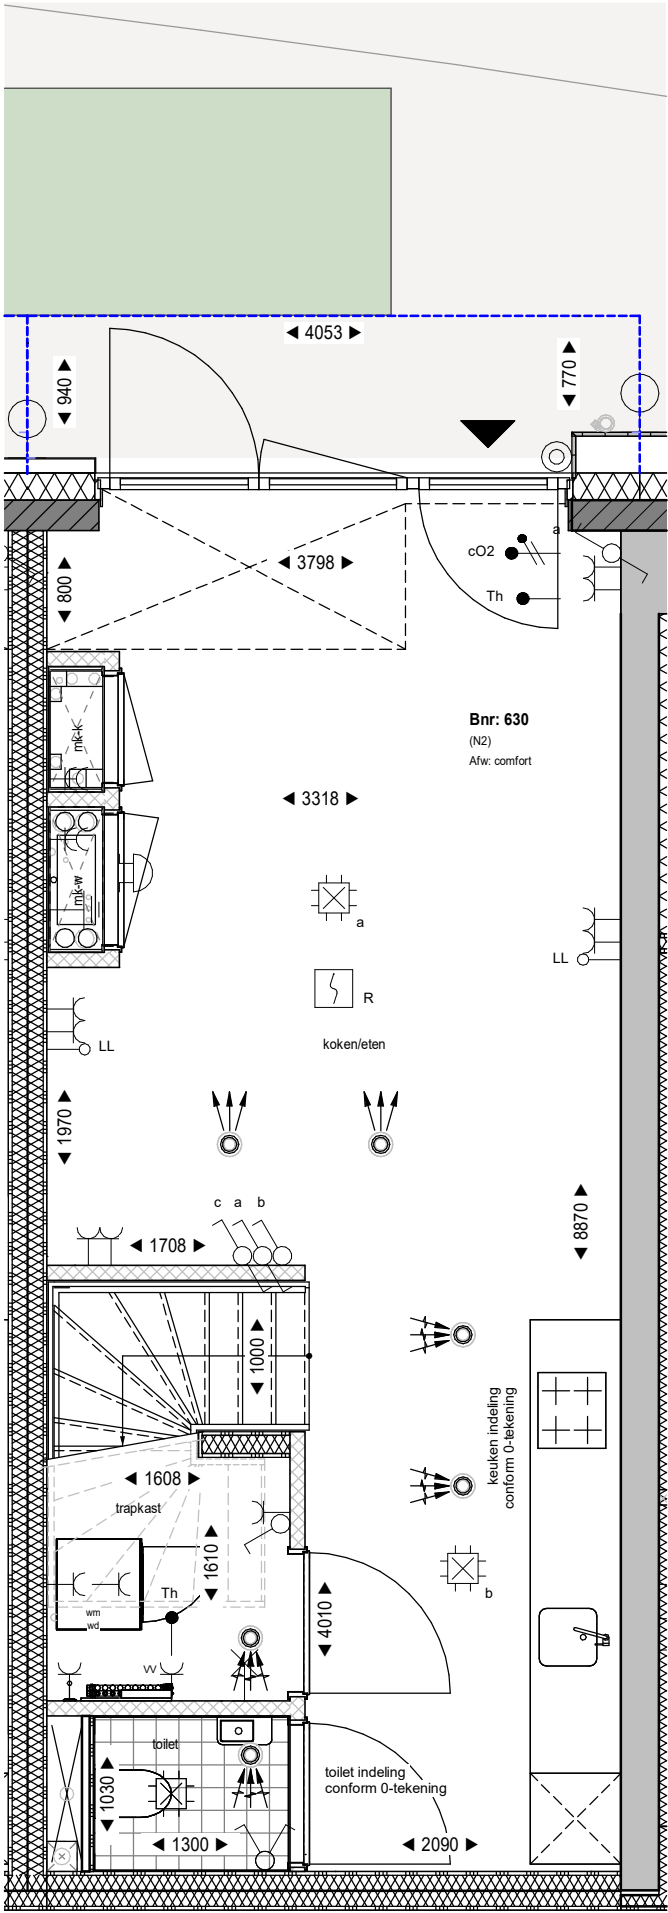 4053
940
770
a
cO2
3798
Th
800
Bnr: 630
(N2)
Afw: comfort
mk-k
3318
mk-w
a
LL
R
LL
koken/eten
1970
8870
c a b
1708
1000
keuken indeling
conform 0-tekening
1608
trapkast
1610
b
Th
wm
wd
4010
VV
toilet
toilet indeling
conform 0-tekening
1030
1300
2090